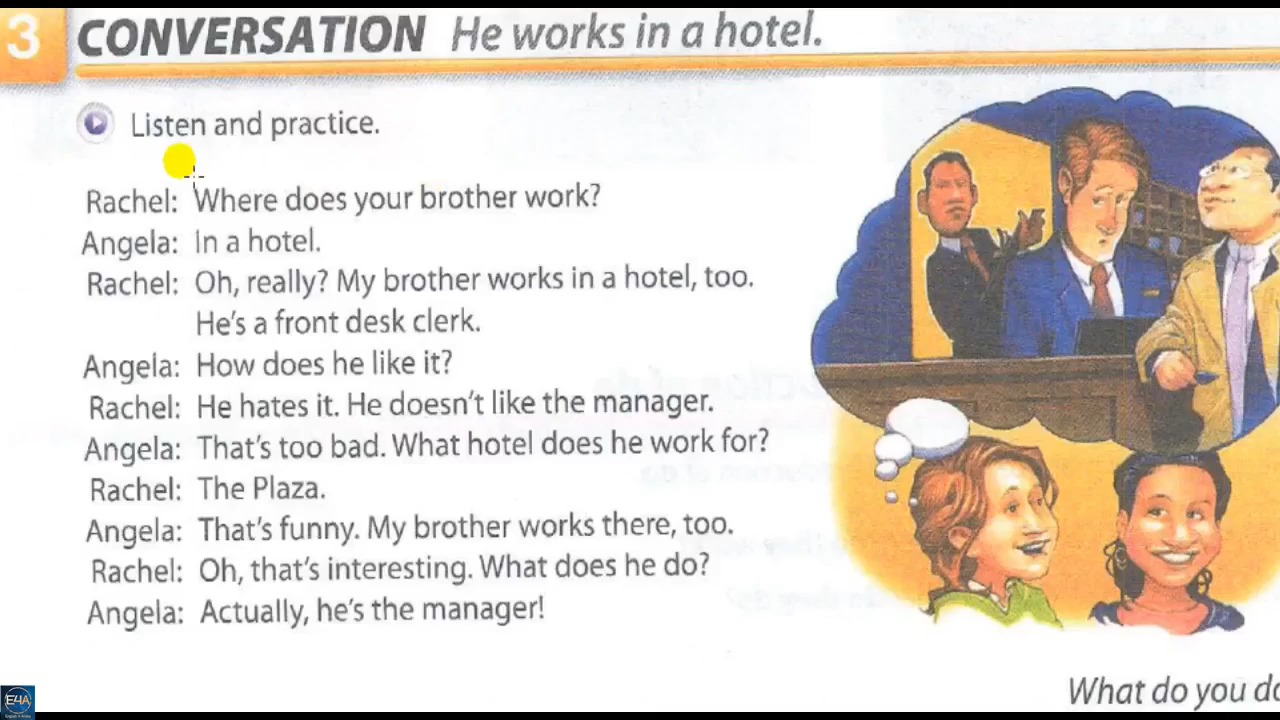 3 CONVERSATION He works in a hotel.
Listen and practice.
Rachel: Where does your brother work?
Angela: In a hotel.
Rachel: Oh, really? My brother works in a hotel, too.
He's a front desk clerk.
Angela: How does he like it?
Rachel: He hates it. He doesn't like the manager.
Angela: That's too bad. What hotel does he work for?
Rachel: The Plaza.
Angela: That's funny. My brother works there, too.
Rachel: Oh, that's interesting. What does he do?
Angela: Actually, he's the manager!
What do you
E4A